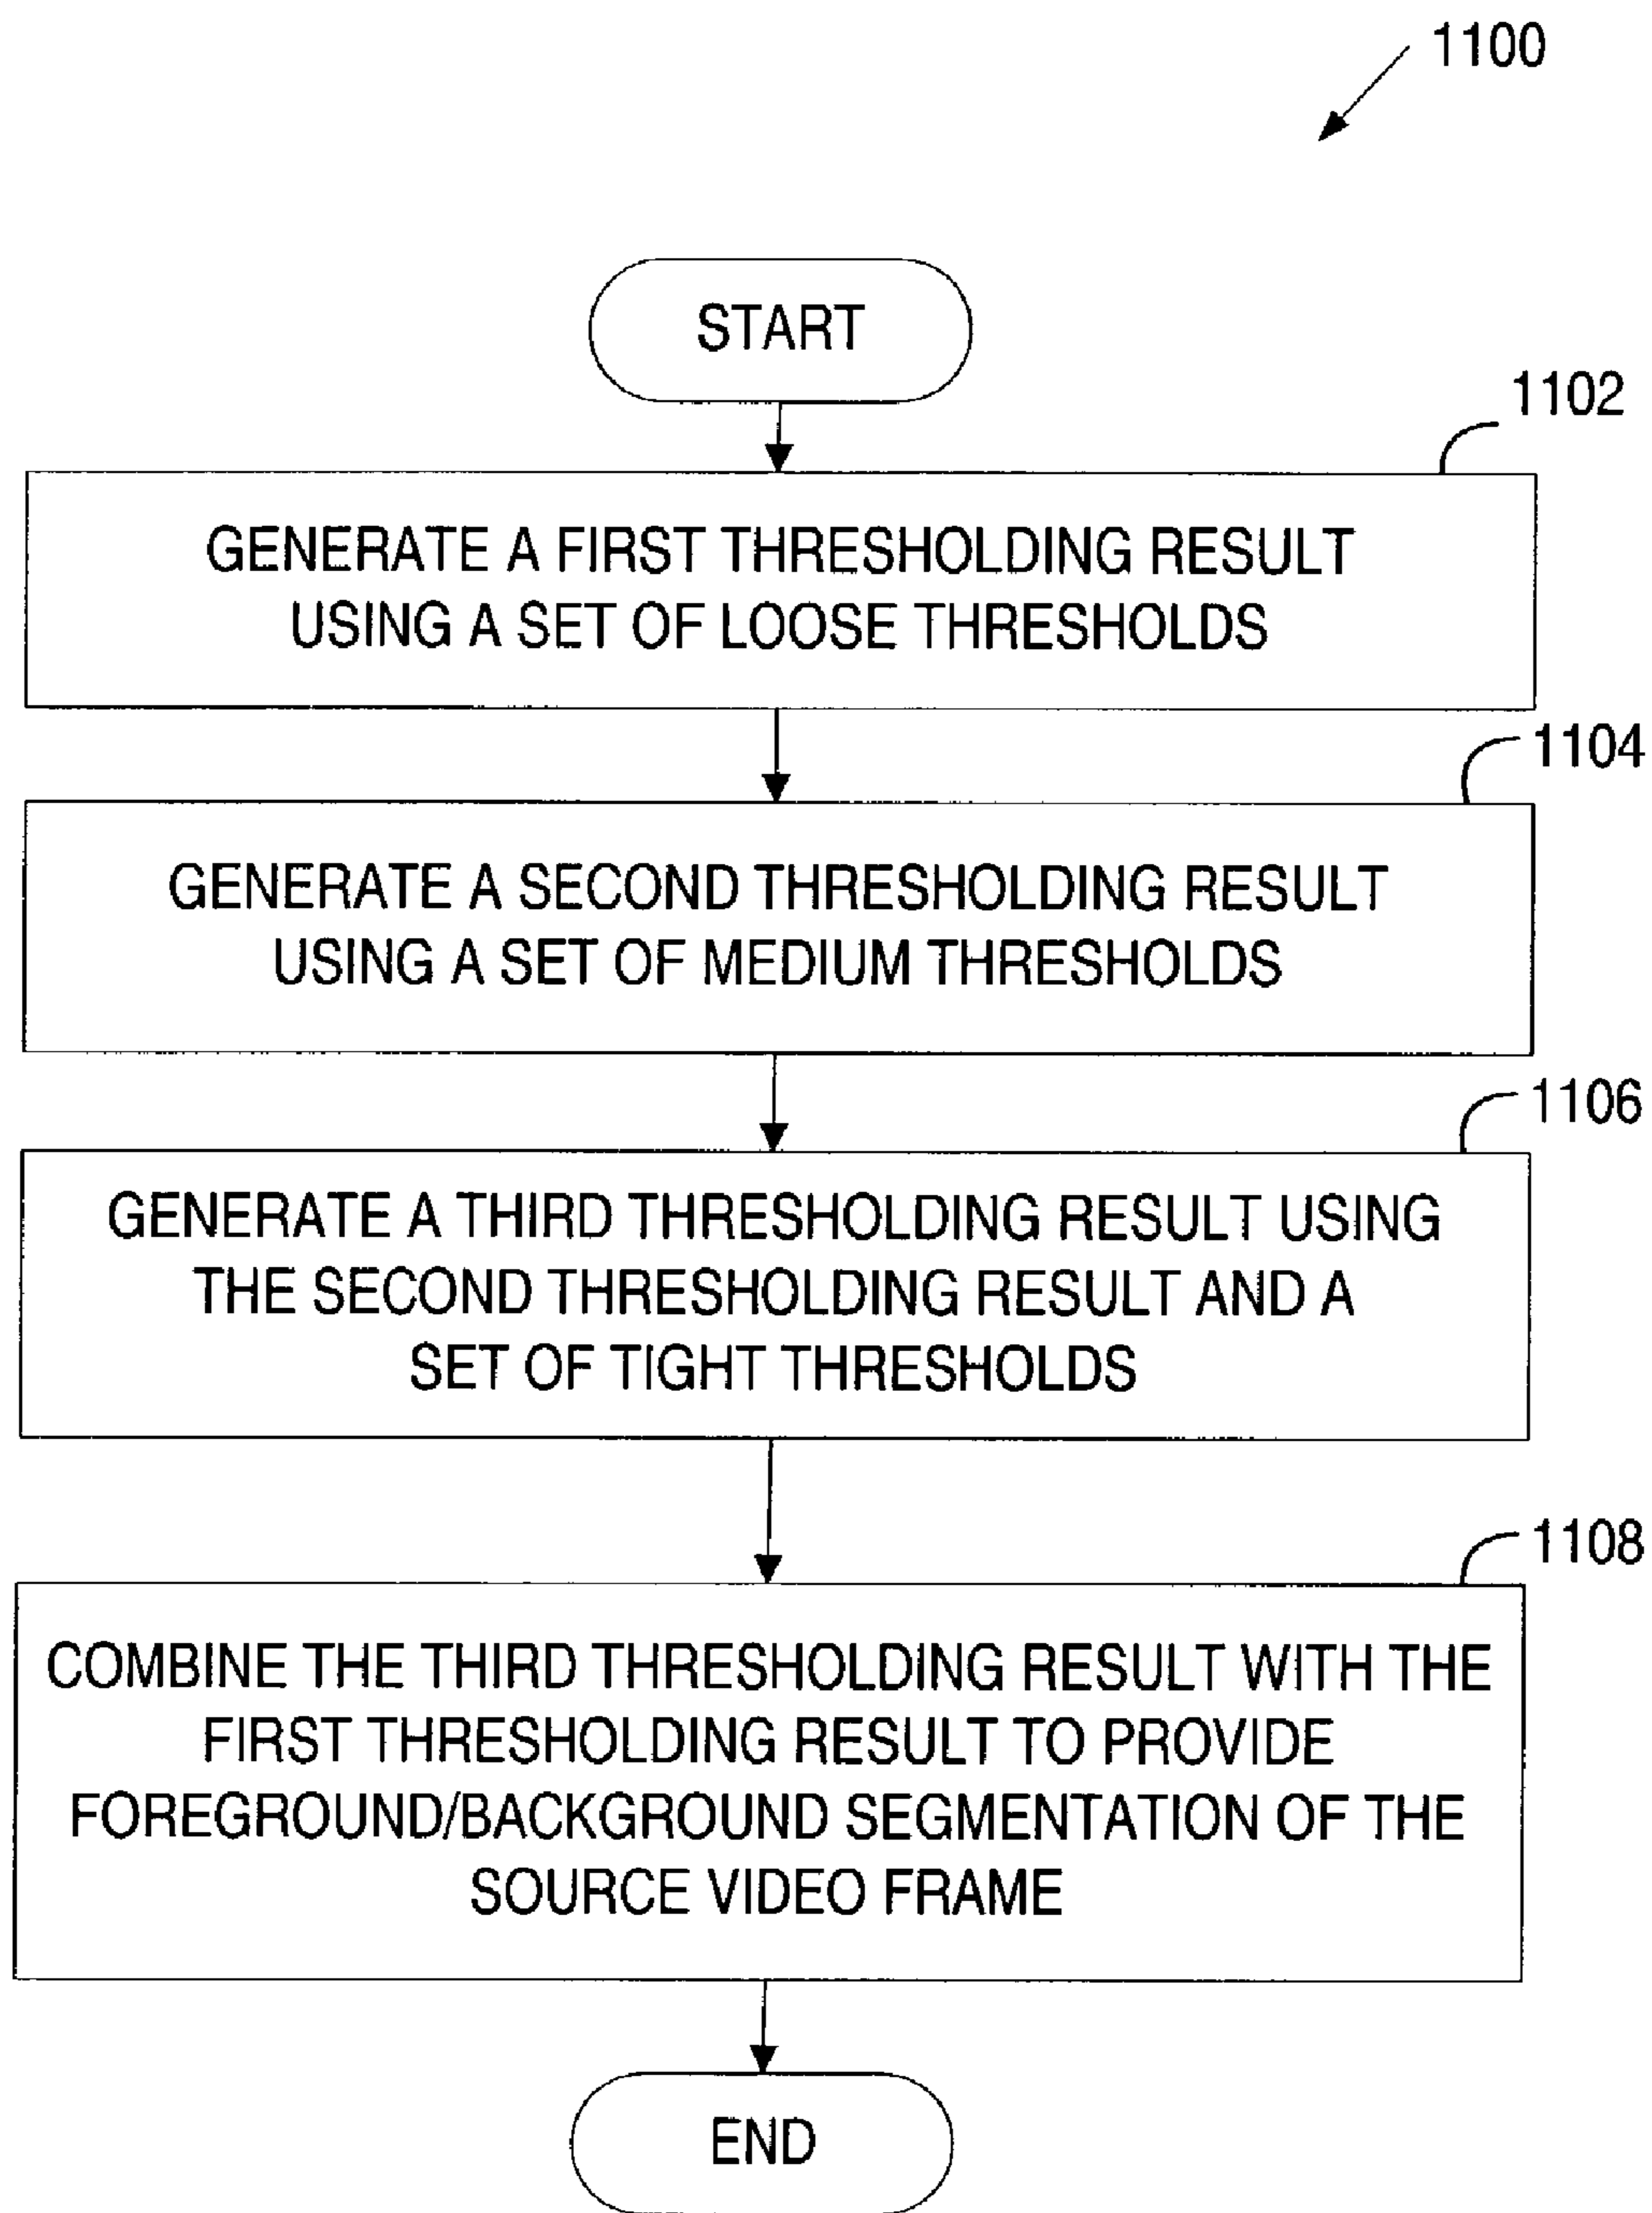 1100
START
1102
GENERATE A FIRST THRESHOLDING RESULT
USING A SET OF LOOSE THRESHOLDS
1104
GENERATE A SECOND THRESHOLDING RESULT
USING A SET OF MEDIUM THRESHOLDS
1106
GENERATE A THIRD THRESHOLDING RESULT USING
THE SECOND THRESHOLDING RESULT AND A
SET OF TIGHT THRESHOLDS
1108
COMBINE THE THIRD THRESHOLDING RESULT WITH THE
FIRST THRESHOLDING RESULT TO PROVIDE
FOREGROUND/BACKGROUND SEGMENTATION OF THE
SOURCE VIDEO FRAME
END